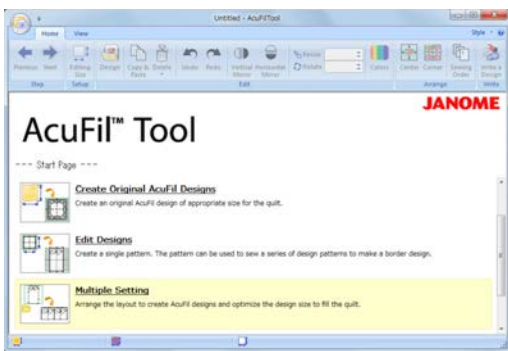 Untitled - AcuFilTool
Home View Style
Previous Next Editing Size Design Copy & Paste Delete Undo Redo Vertical Mirror Horizontal Mirror Resize Rotate Colors Center Corner Sewing Order Write a Design
Step Setup Edit Arrange Write
JANOME
AcuFil™ Tool
--- Start Page ---
Create Original AcuFil Designs
Create an original AcuFil design of appropriate size for the quilt.
Edit Designs
Create a single pattern. The pattern can be used to sew a series of design patterns to make a border design.
Multiple Setting
Arrange the layout to create AcuFil designs and optimize the design size to fill the quilt.